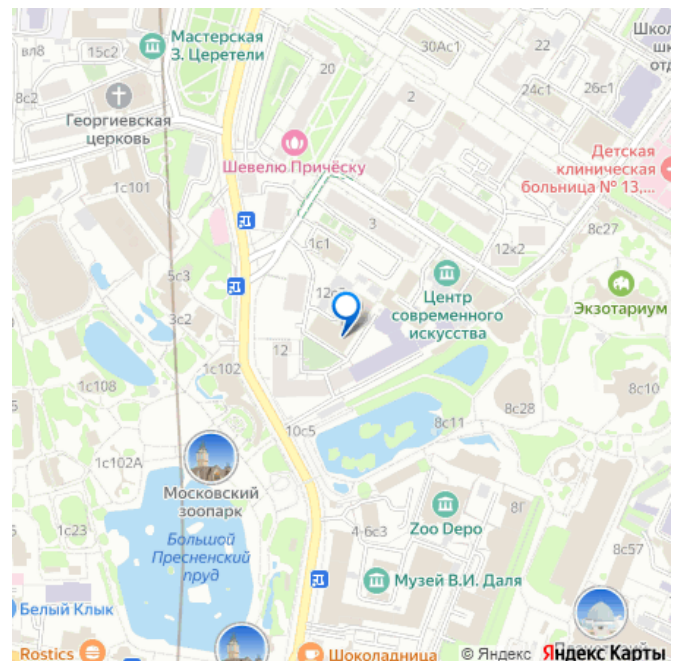 вл8
15с2
Мастерская
З. Церетели
30Ас1
22
20
8с2
2
24с1
26с1
Георгиевская
церковь
Шевелю Причёску
Детская
клиническая
больница № 13,...
1с101
3
1с1
12к2
8с27
5с3
Центр
современного
искусства
Экзотариум
3с2
12
1с102
1с108
8с10
8с28
8с11
10с5
1с102А
Московский
зоопарк
Zoo Depo
8Г
1с23
Большой
Пресненский
пруд
4-6с3
8с57
Музей В.И. Даля
Белый Клык
Rostic's
Шоколадница
© Яндекс Яндекс Карты